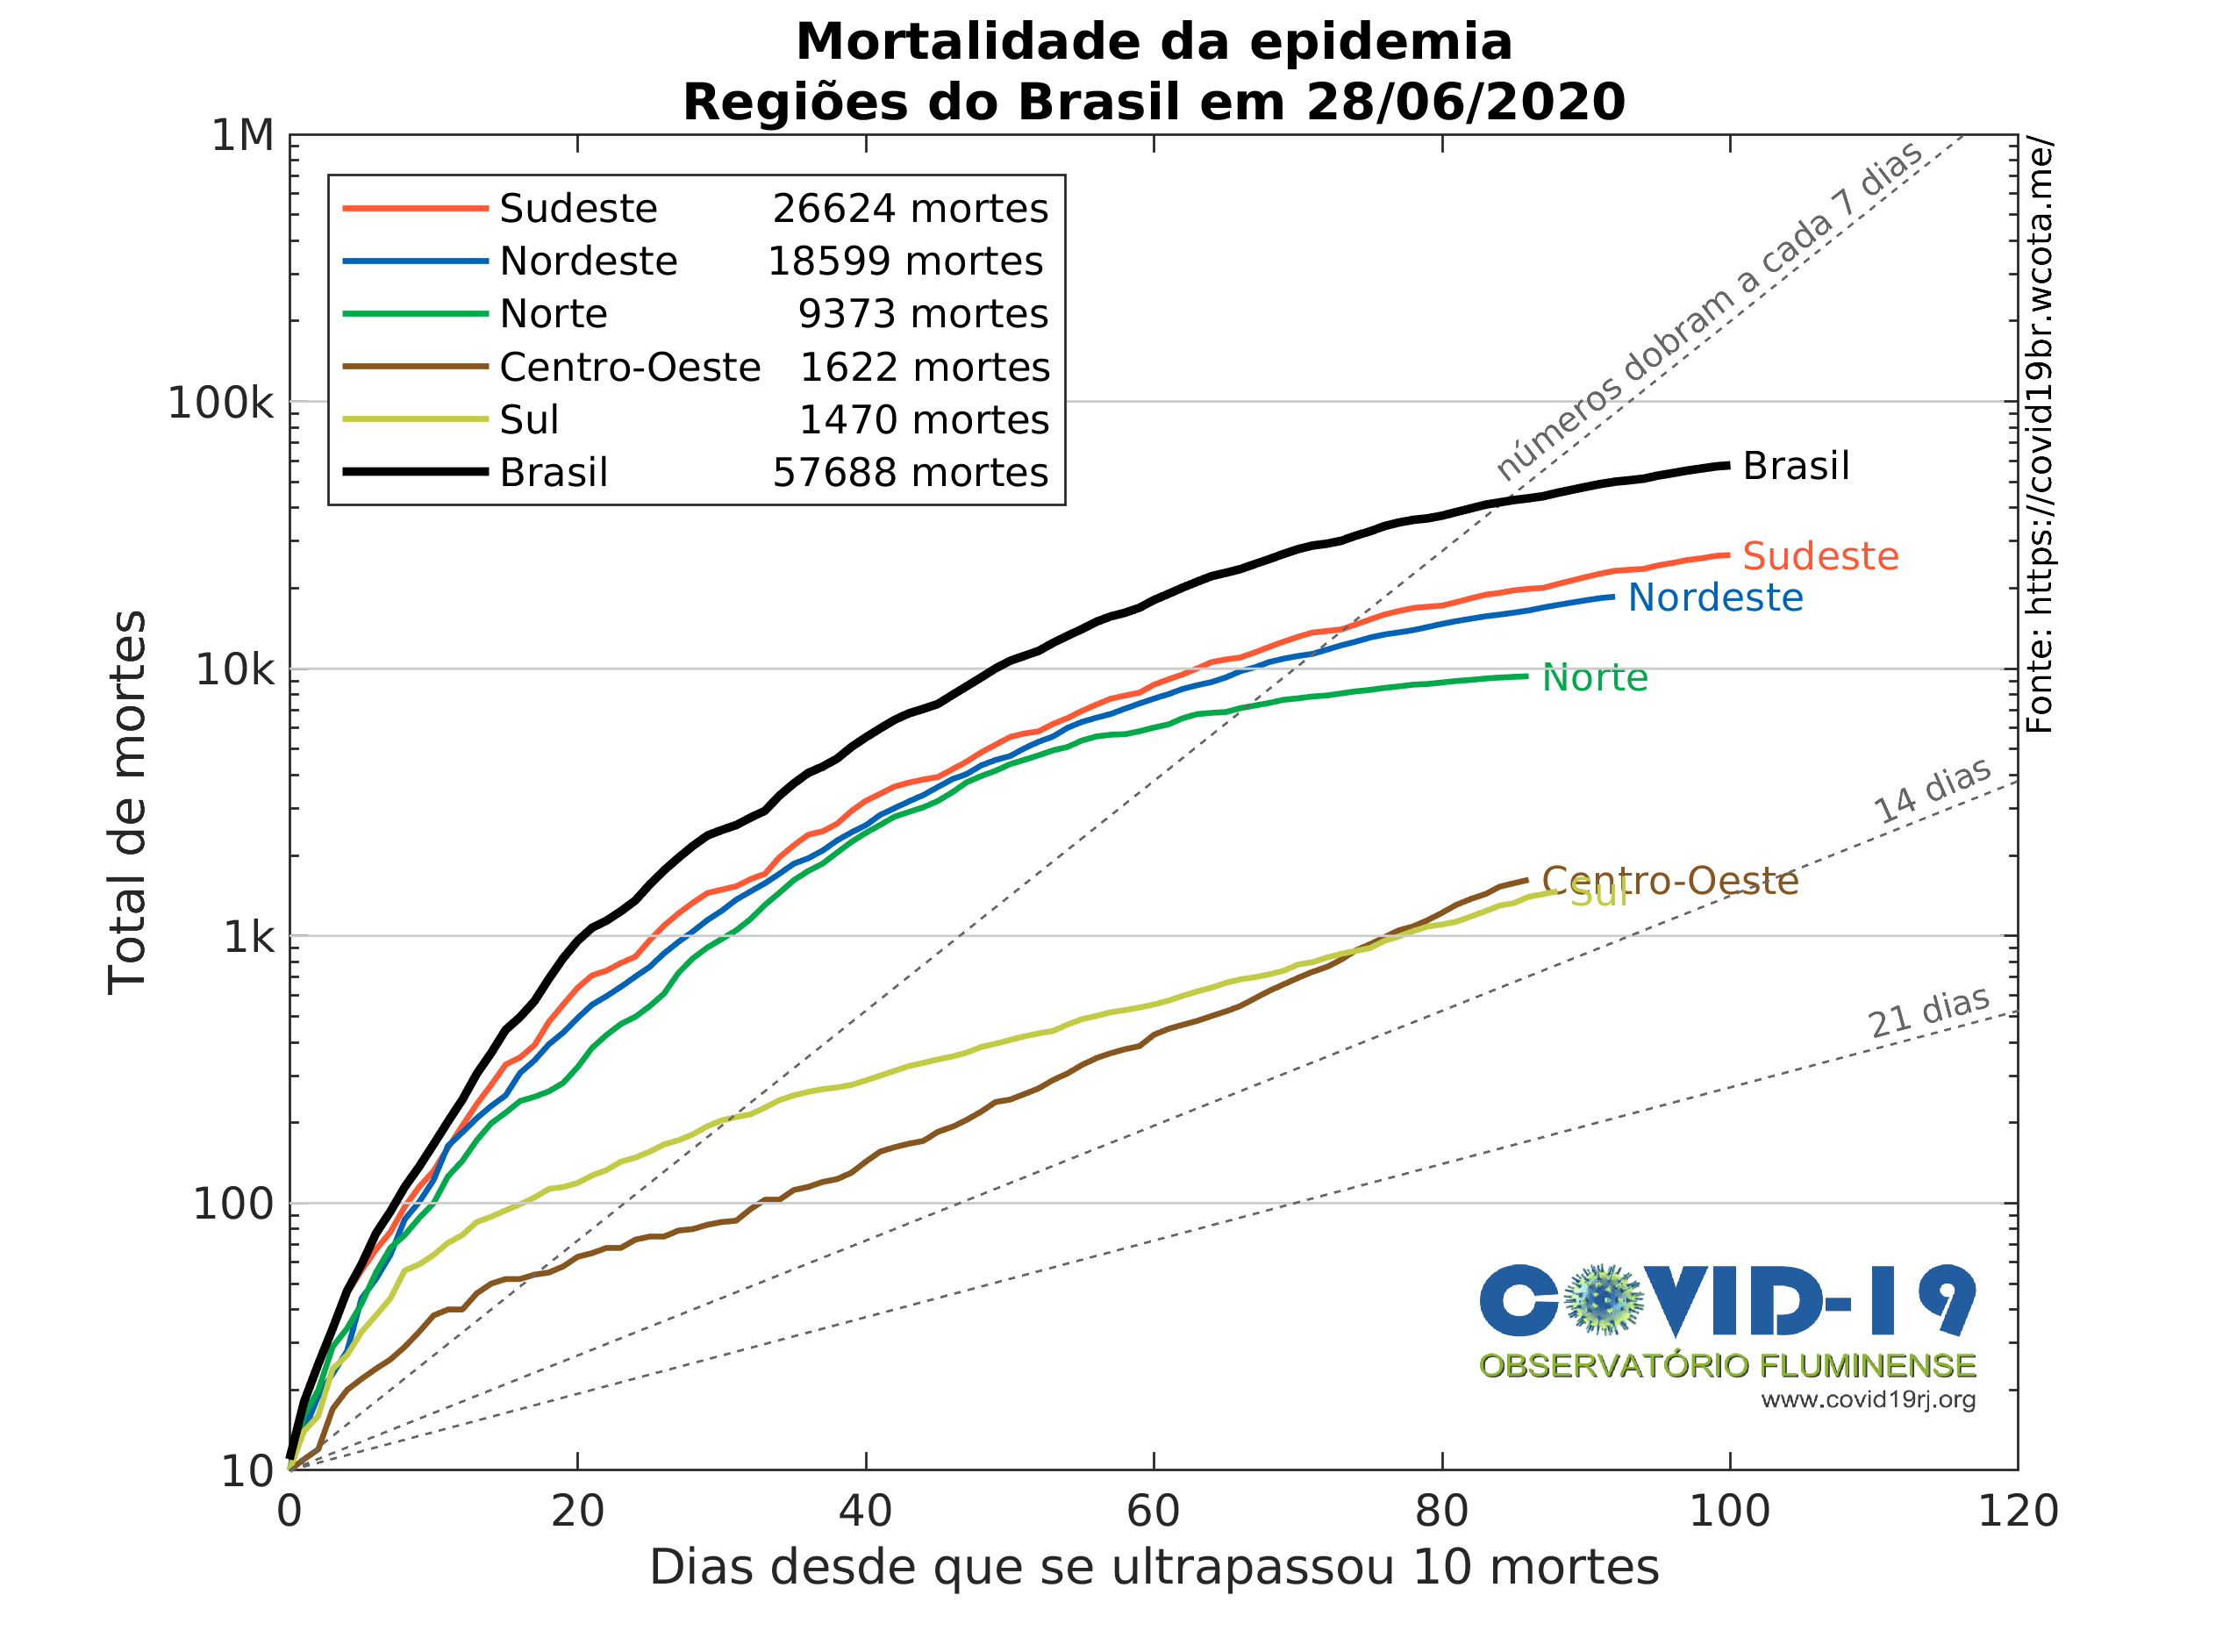 Mortalidade da epidemia
Regiões do Brasil em 28/06/2020
1M
100k
10k
1k
100
10
Total de mortes
Sudeste 26624 mortes
Nordeste 18599 mortes
Norte 9373 mortes
Centro-Oeste 1622 mortes
Sul 1470 mortes
Brasil 57688 mortes
números dobram a cada 7 dias
Brasil
Sudeste
Nordeste
Norte
14 dias
Centro-Oeste
Sul
21 dias
Fonte: https://covid19br.wcota.me/
COVID-19
OBSERVATÓRIO FLUMINENSE
www.covid19rj.org
0 20 40 60 80 100 120
Dias desde que se ultrapassou 10 mortes